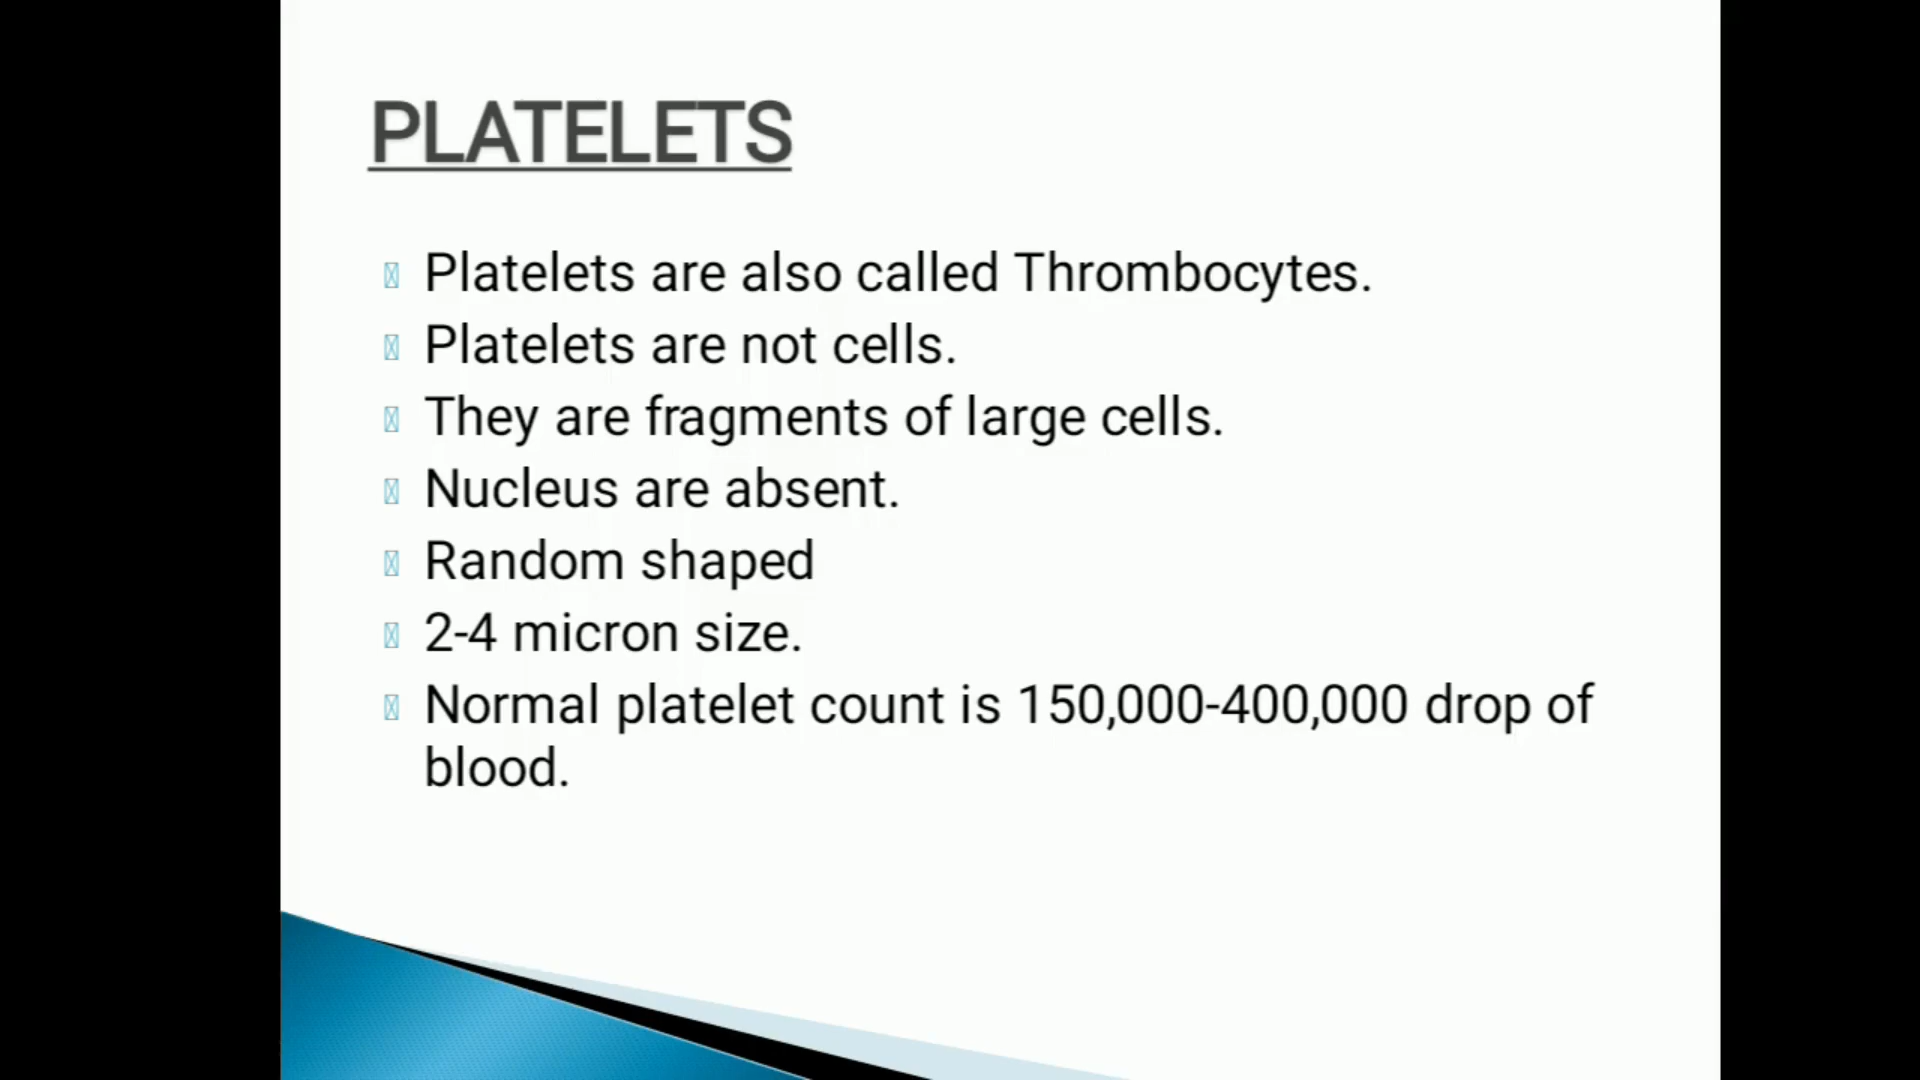 PLATELETS
Platelets are also called Thrombocytes.
Platelets are not cells.
They are fragments of large cells.
Nucleus are absent.
Random shaped
2-4 micron size.
Normal platelet count is 150,000-400,000 drop of
blood.